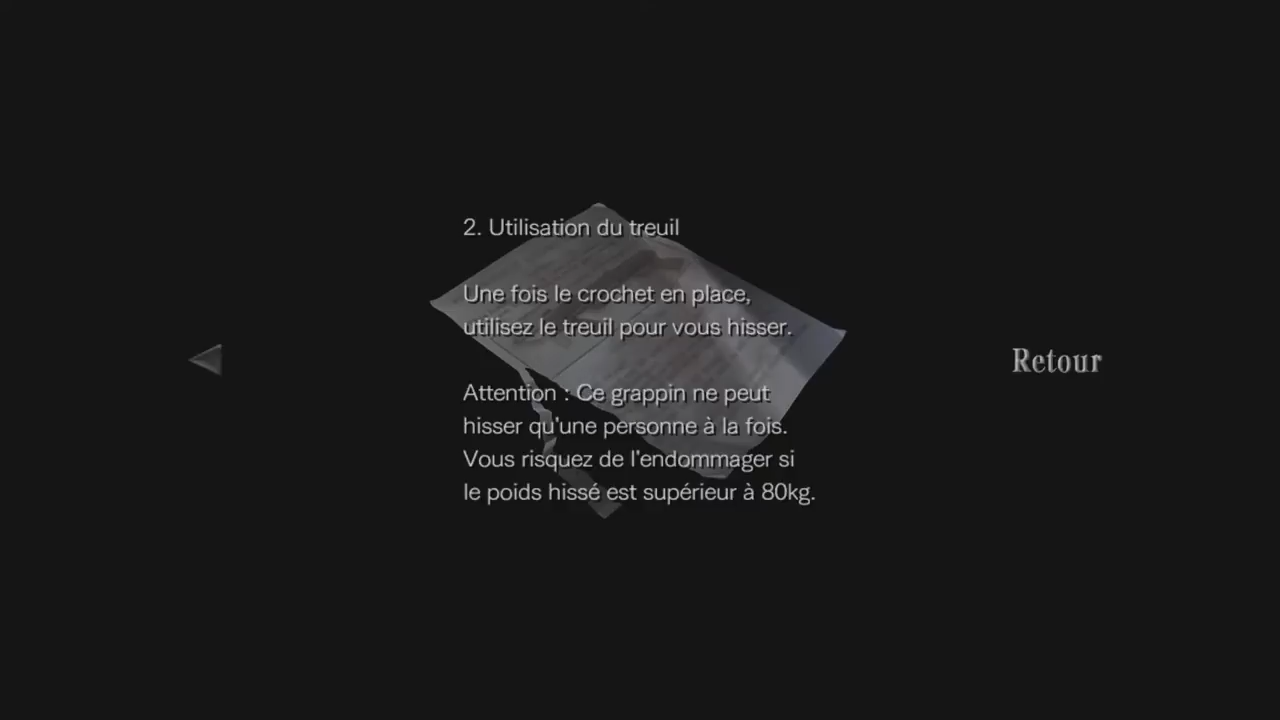 2. Utilisation du treuil
Une fois le crochet en place,
utilisez le treuil pour vous hisser.
Attention : Ce grappin ne peut
hisser qu'une personne à la fois.
Vous risquez de l'endommager si
le poids hissé est supérieur à 80kg.
Retour